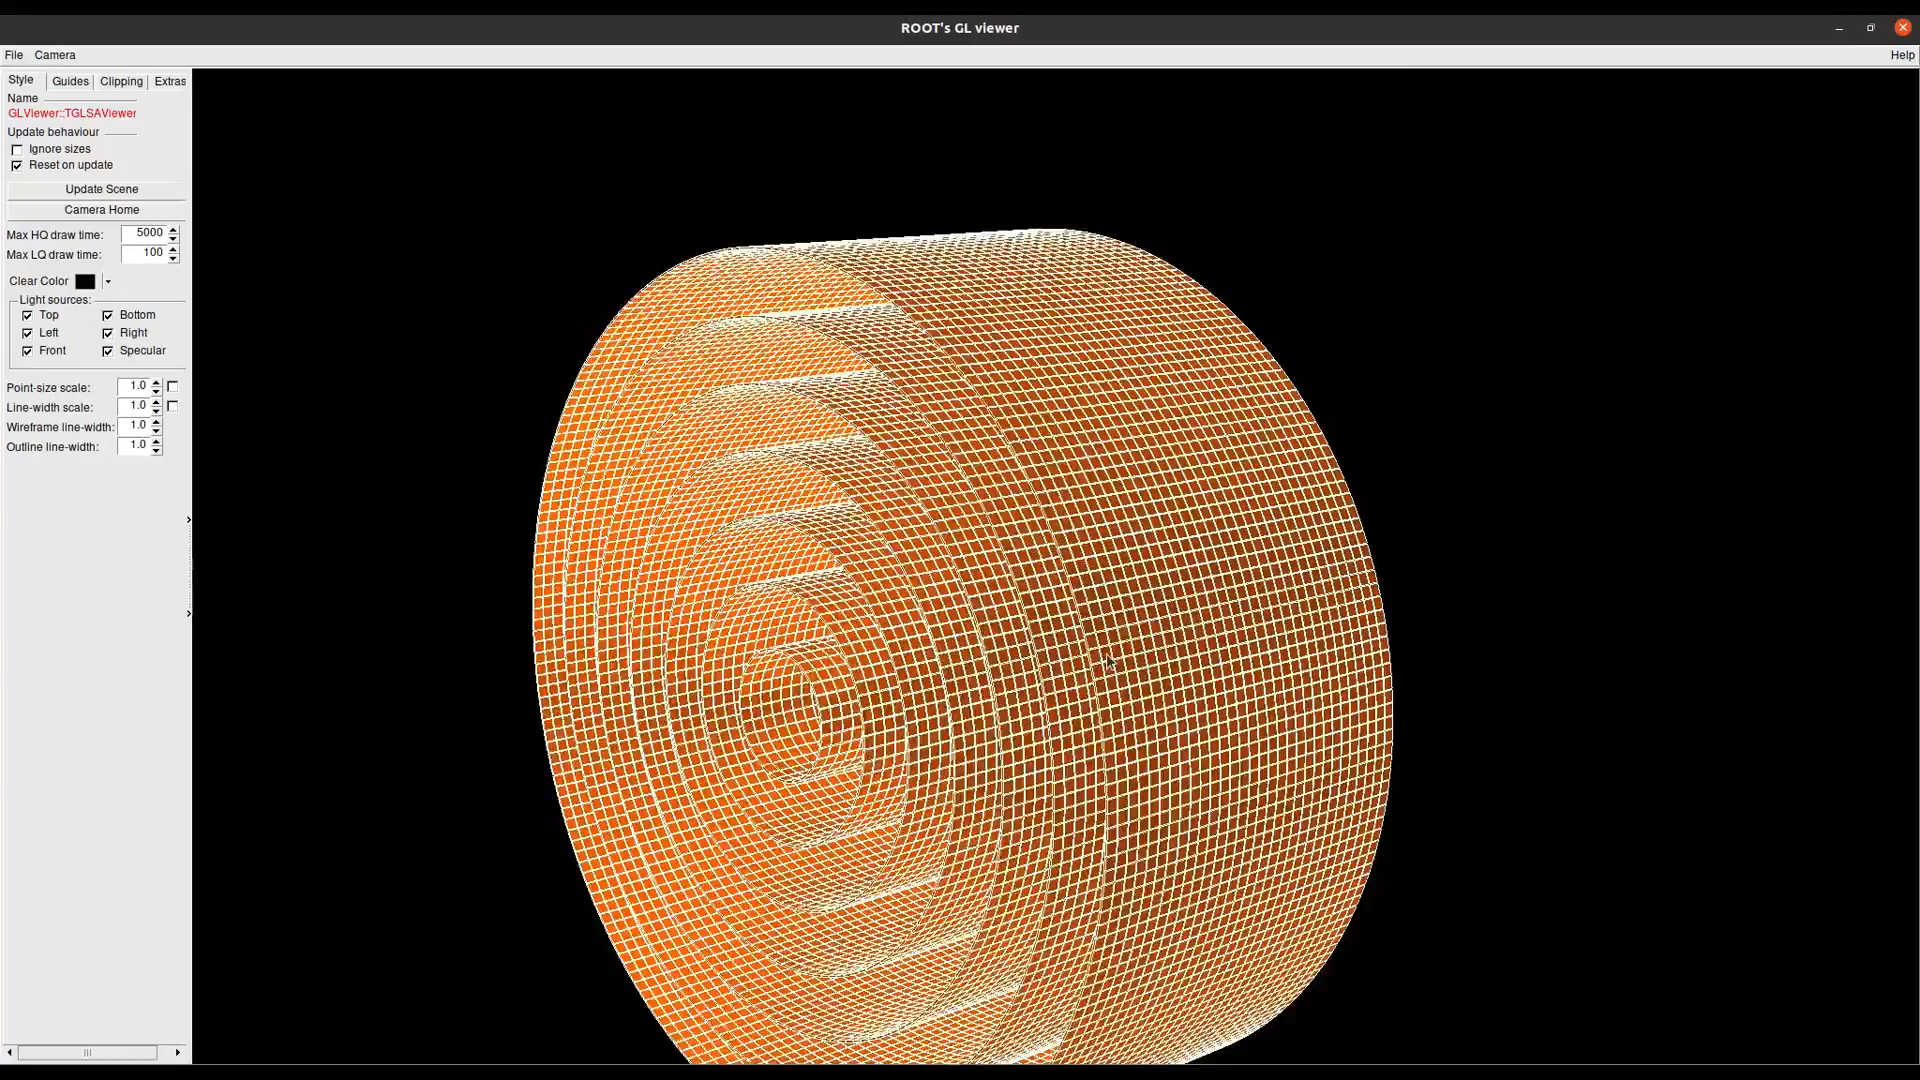 ROOT's GL viewer
File Camera Help
Style Guides Clipping Extras
Name
GLViewer::TGLSAViewer
Update behaviour
Ignore sizes
Reset on update
Update Scene
Camera Home
Max HQ draw time: 5000
Max LQ draw time: 100
Clear Color
Light sources:
Top Bottom
Left Right
Front Specular
Point-size scale: 1.0
Line-width scale: 1.0
Wireframe line-width: 1.0
Outline line-width: 1.0